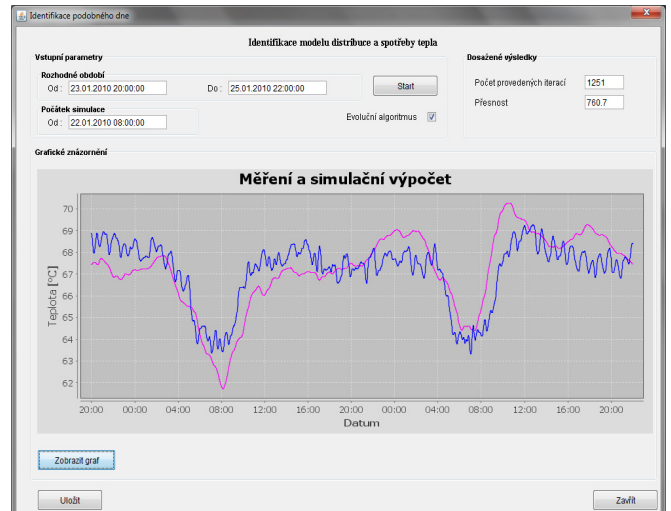 Identifikace podobného dne
Identifikace modelu distribuce a spotřeby tepla
Vstupní parametry
Rozhodné období
Od : 23.01.2010 20:00:00 Do : 25.01.2010 22:00:00
Start
Počátek simulace
Od : 22.01.2010 08:00:00
Evoluční algoritmus
Dosažené výsledky
Počet provedených iterací 1251
Přesnost 760.7
Grafické znázornění
Měření a simulační výpočet
Teplota [°C]
70
69
68
67
66
65
64
63
62
20:00 00:00 04:00 08:00 12:00 16:00 20:00 00:00 04:00 08:00 12:00 16:00 20:00
Datum
Zobrazit graf
Uložit
Zavřít